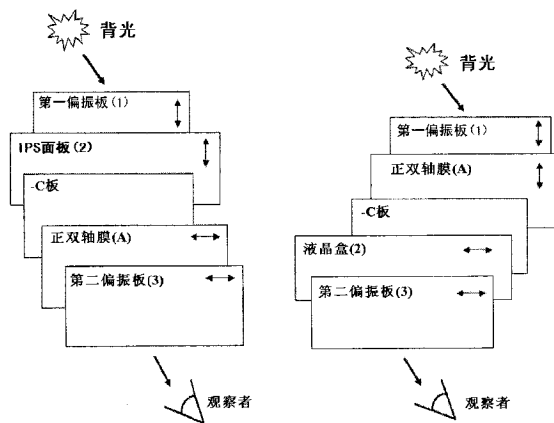 背光
第一偏振板(1)
IPS面板(2)
-C板
正双轴膜(A)
第二偏振板(3)
观察者
背光
第一偏振板(1)
正双轴膜(A)
-C板
液晶盒(2)
第二偏振板(3)
观察者